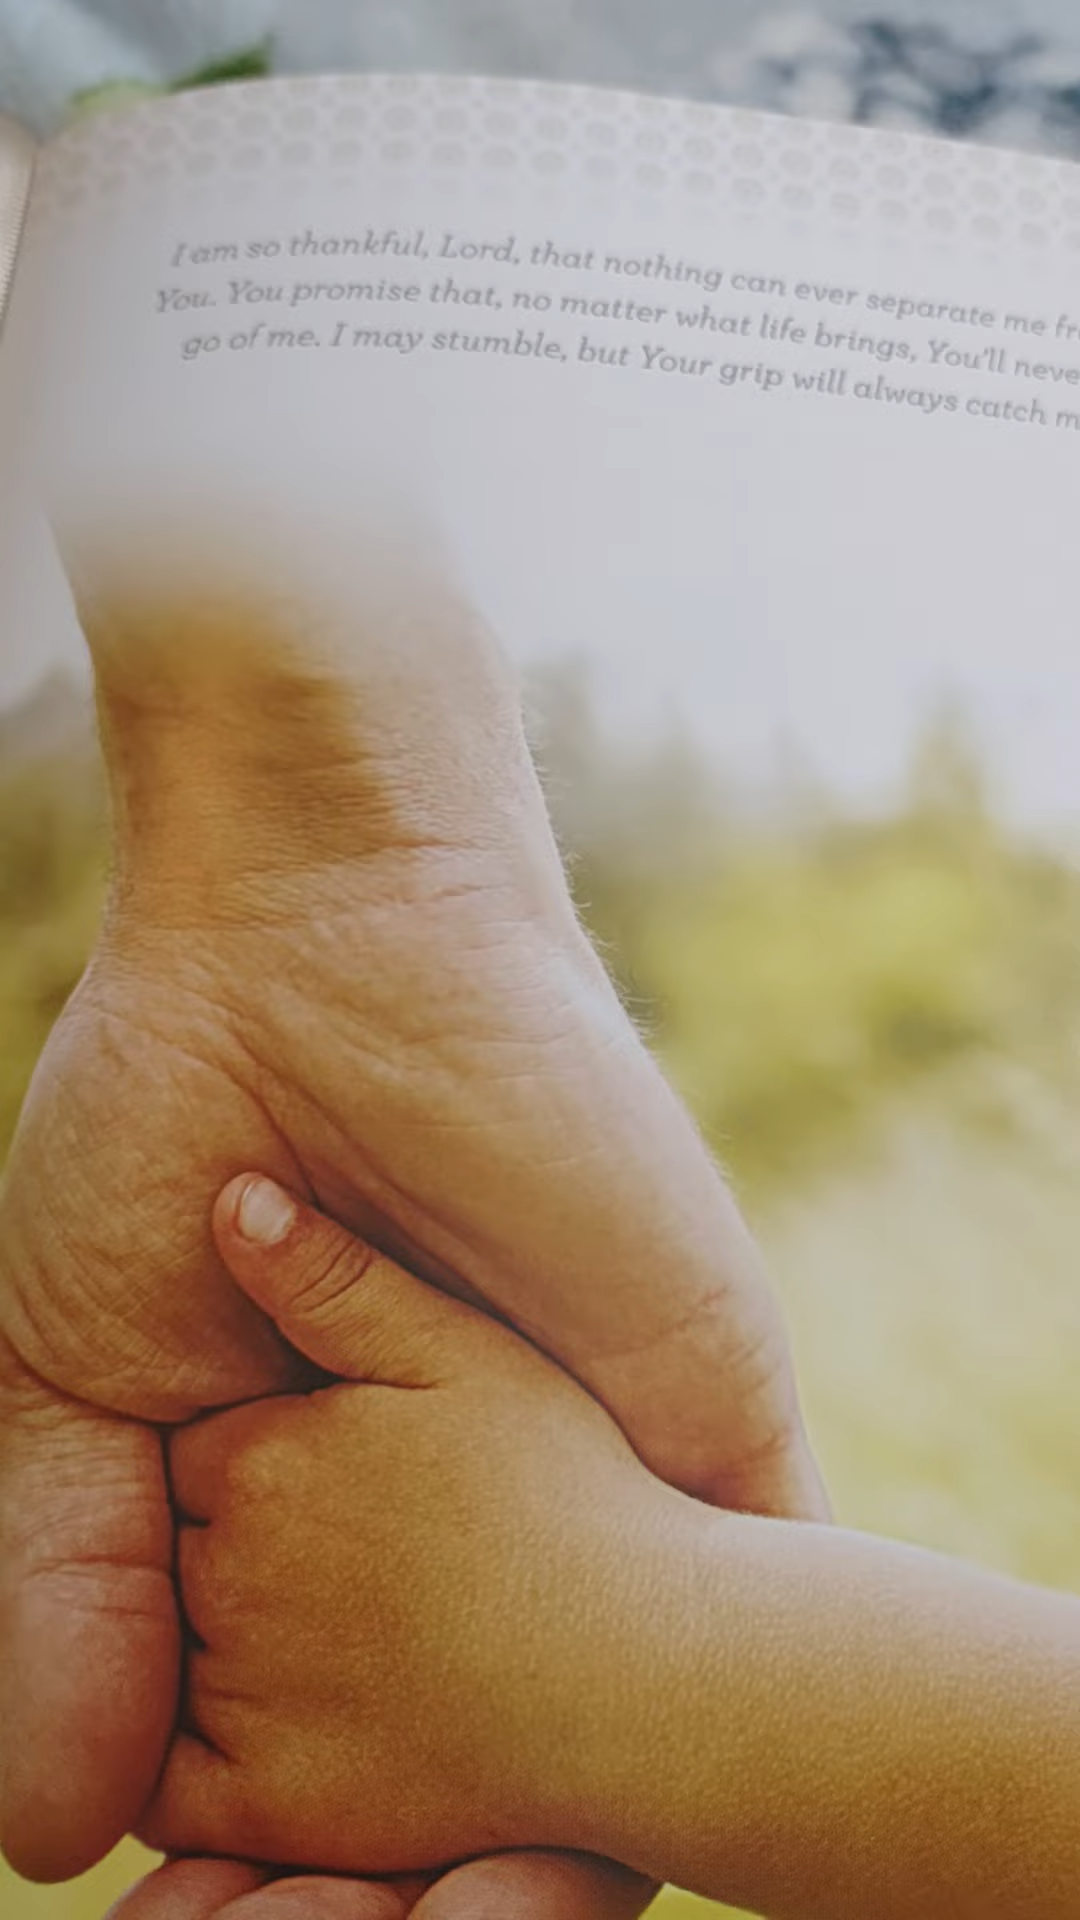 I am so thankful, Lord, that nothing can ever separate me
You. You promise that, no matter what life brings, You'll
go of me. I may stumble, but Your grip will always catch